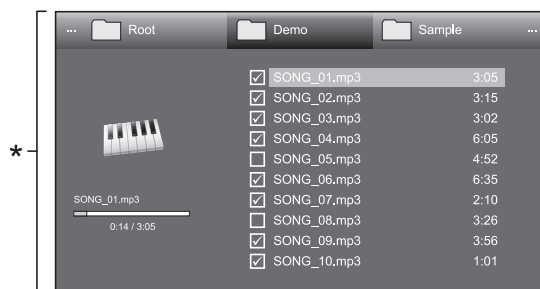 ... Root Demo Sample ...
SONG_01.mp3 3:05
SONG_02.mp3 3:15
SONG_03.mp3 3:02
SONG_04.mp3 6:05
SONG_05.mp3 4:52
SONG_06.mp3 6:35
SONG_07.mp3 2:10
SONG_08.mp3 3:26
SONG_09.mp3 3:56
SONG_10.mp3 1:01
*
SONG_01.mp3
0:14 / 3:05